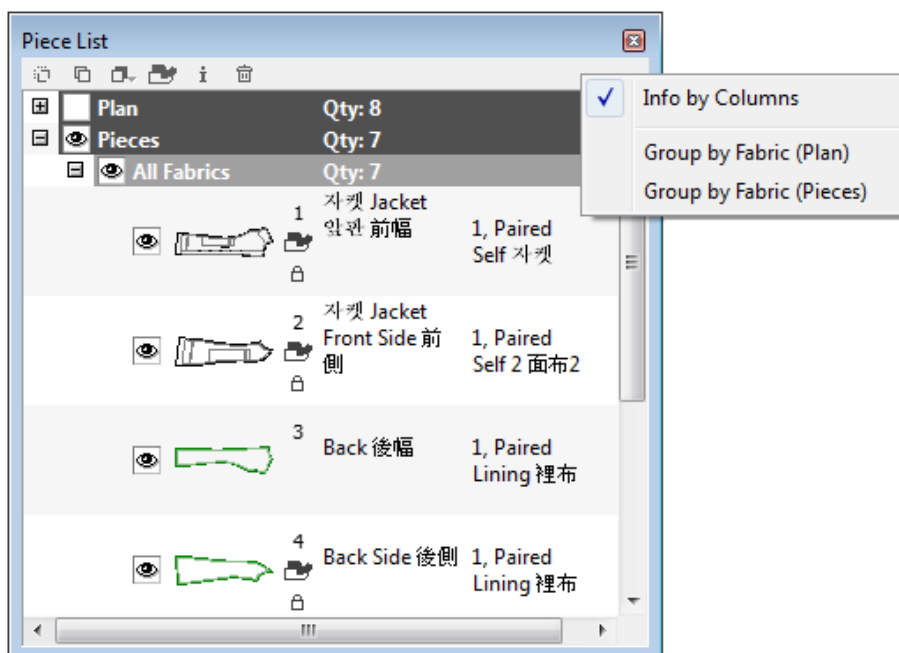 Piece List
Info by Columns
Group by Fabric (Plan)
Group by Fabric (Pieces)
Plan Qty: 8
Pieces Qty: 7
All Fabrics Qty: 7
1
자켓 Jacket
앞판 前幅
1, Paired
Self 자켓
2
자켓 Jacket
Front Side 前
側
1, Paired
Self 2 面布2
3
Back 後幅
1, Paired
Lining 裡布
4
Back Side 後側
1, Paired
Lining 裡布